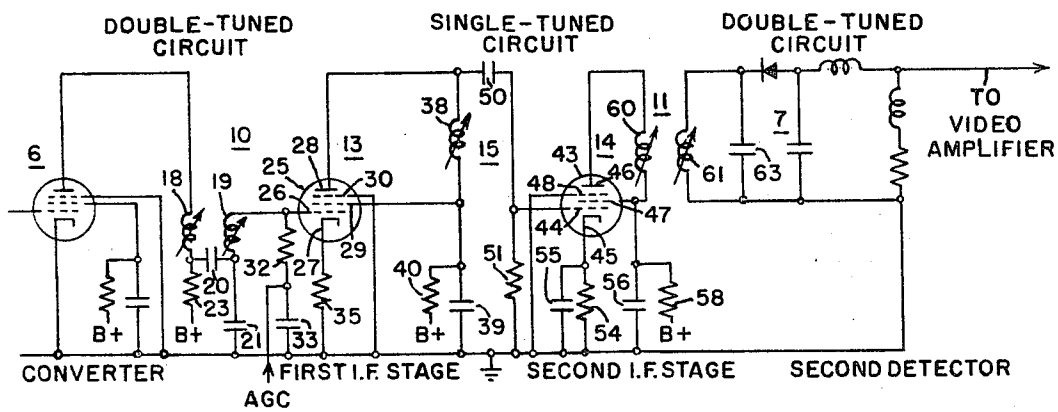 DOUBLE-TUNED
CIRCUIT
SINGLE-TUNED
CIRCUIT
DOUBLE-TUNED
CIRCUIT
50
38
60
11
7
TO
VIDEO
AMPLIFIER
6
10
25
28
13
30
15
43
14
46
48
47
61
63
18
19
26
44
29
45
32
27
40
51
55
56
58
20
23
35
39
54
B+
B+
21
33
B+
B+
CONVERTER
FIRST I.F. STAGE
SECOND I.F. STAGE
SECOND DETECTOR
AGC